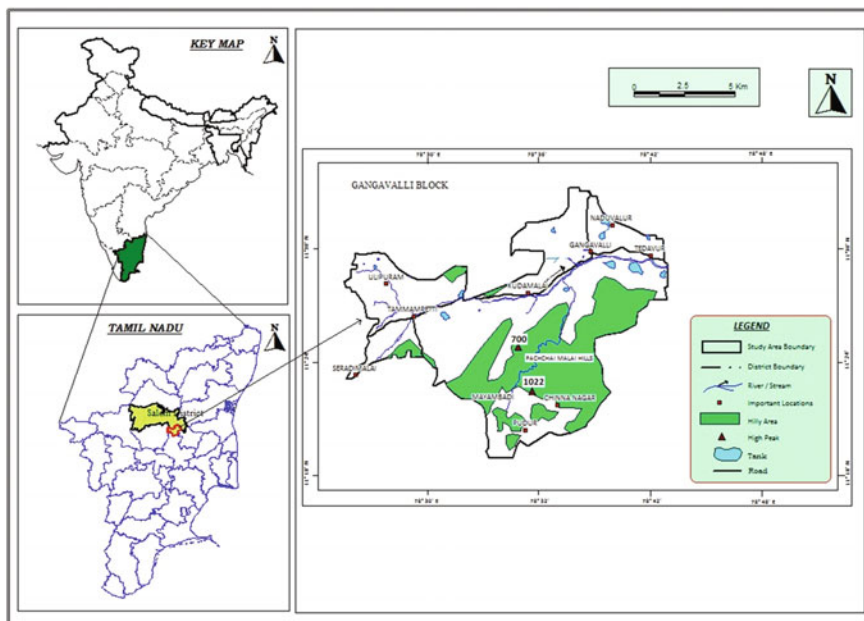 KEY MAP
N
TAMIL NADU
N
Salem District
0 2.5 5 Km
N
GANGAVALLI BLOCK
NADUVALUR
GANGAVALLI
TEDAVUR
ULIPURAM
KUDAMALAI
TAMMAMPATTI
SERADIMALAI
700
PACHCHAI MALAI HILLS
1022
MAYAMBADI
CHINNA NAGAR
PUDUR
LEGEND
Study Area Boundary
District Boundary
River / Stream
Important Locations
Hilly Area
High Peak
Tank
Road